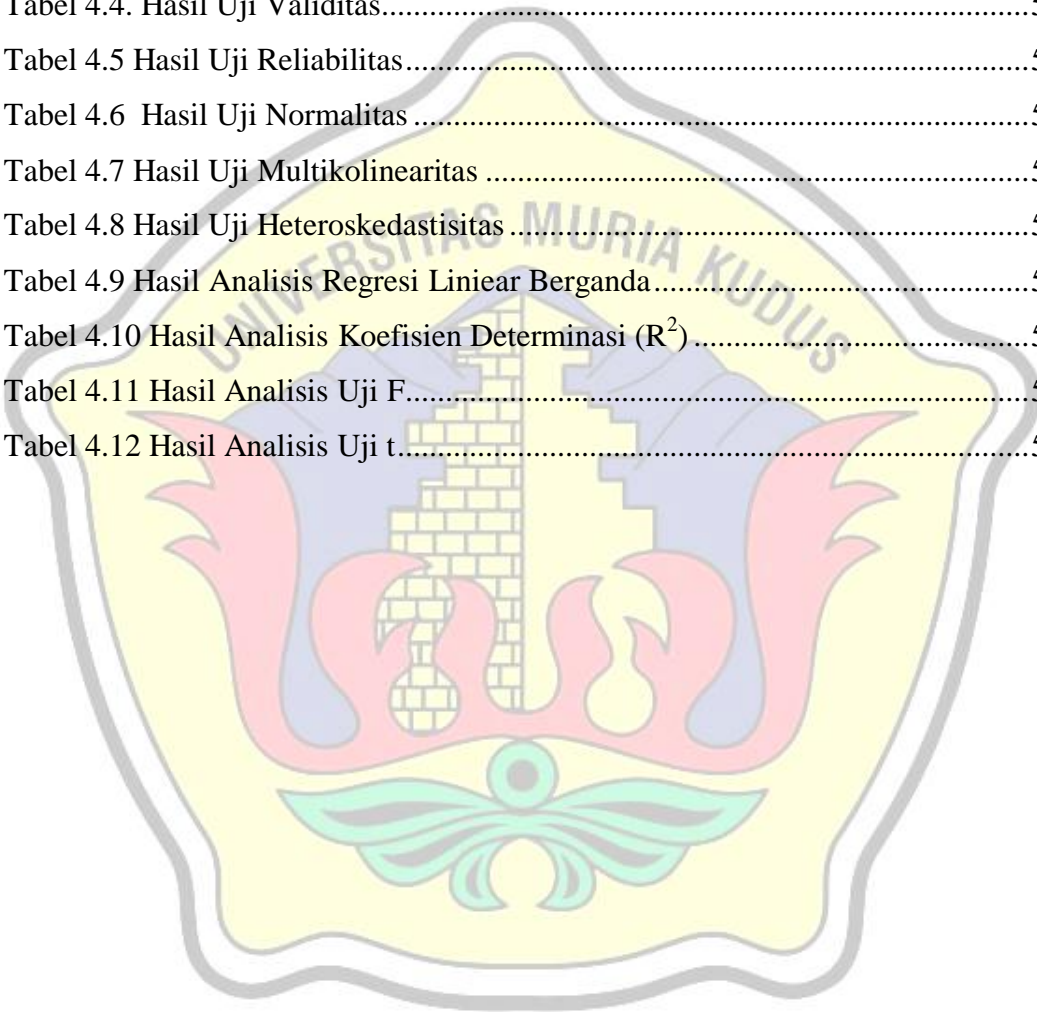 Tabel 4.4. Hasil Uji Validitas
Tabel 4.5 Hasil Uji Reliabilitas
Tabel 4.6 Hasil Uji Normalitas
Tabel 4.7 Hasil Uji Multikolinearitas
Tabel 4.8 Hasil Uji Heteroskedastisitas
Tabel 4.9 Hasil Analisis Regresi Liniear Berganda
Tabel 4.10 Hasil Analisis Koefisien Determinasi (R²)
Tabel 4.11 Hasil Analisis Uji F
Tabel 4.12 Hasil Analisis Uji t
UNIVERSITAS MURIA KUDUS